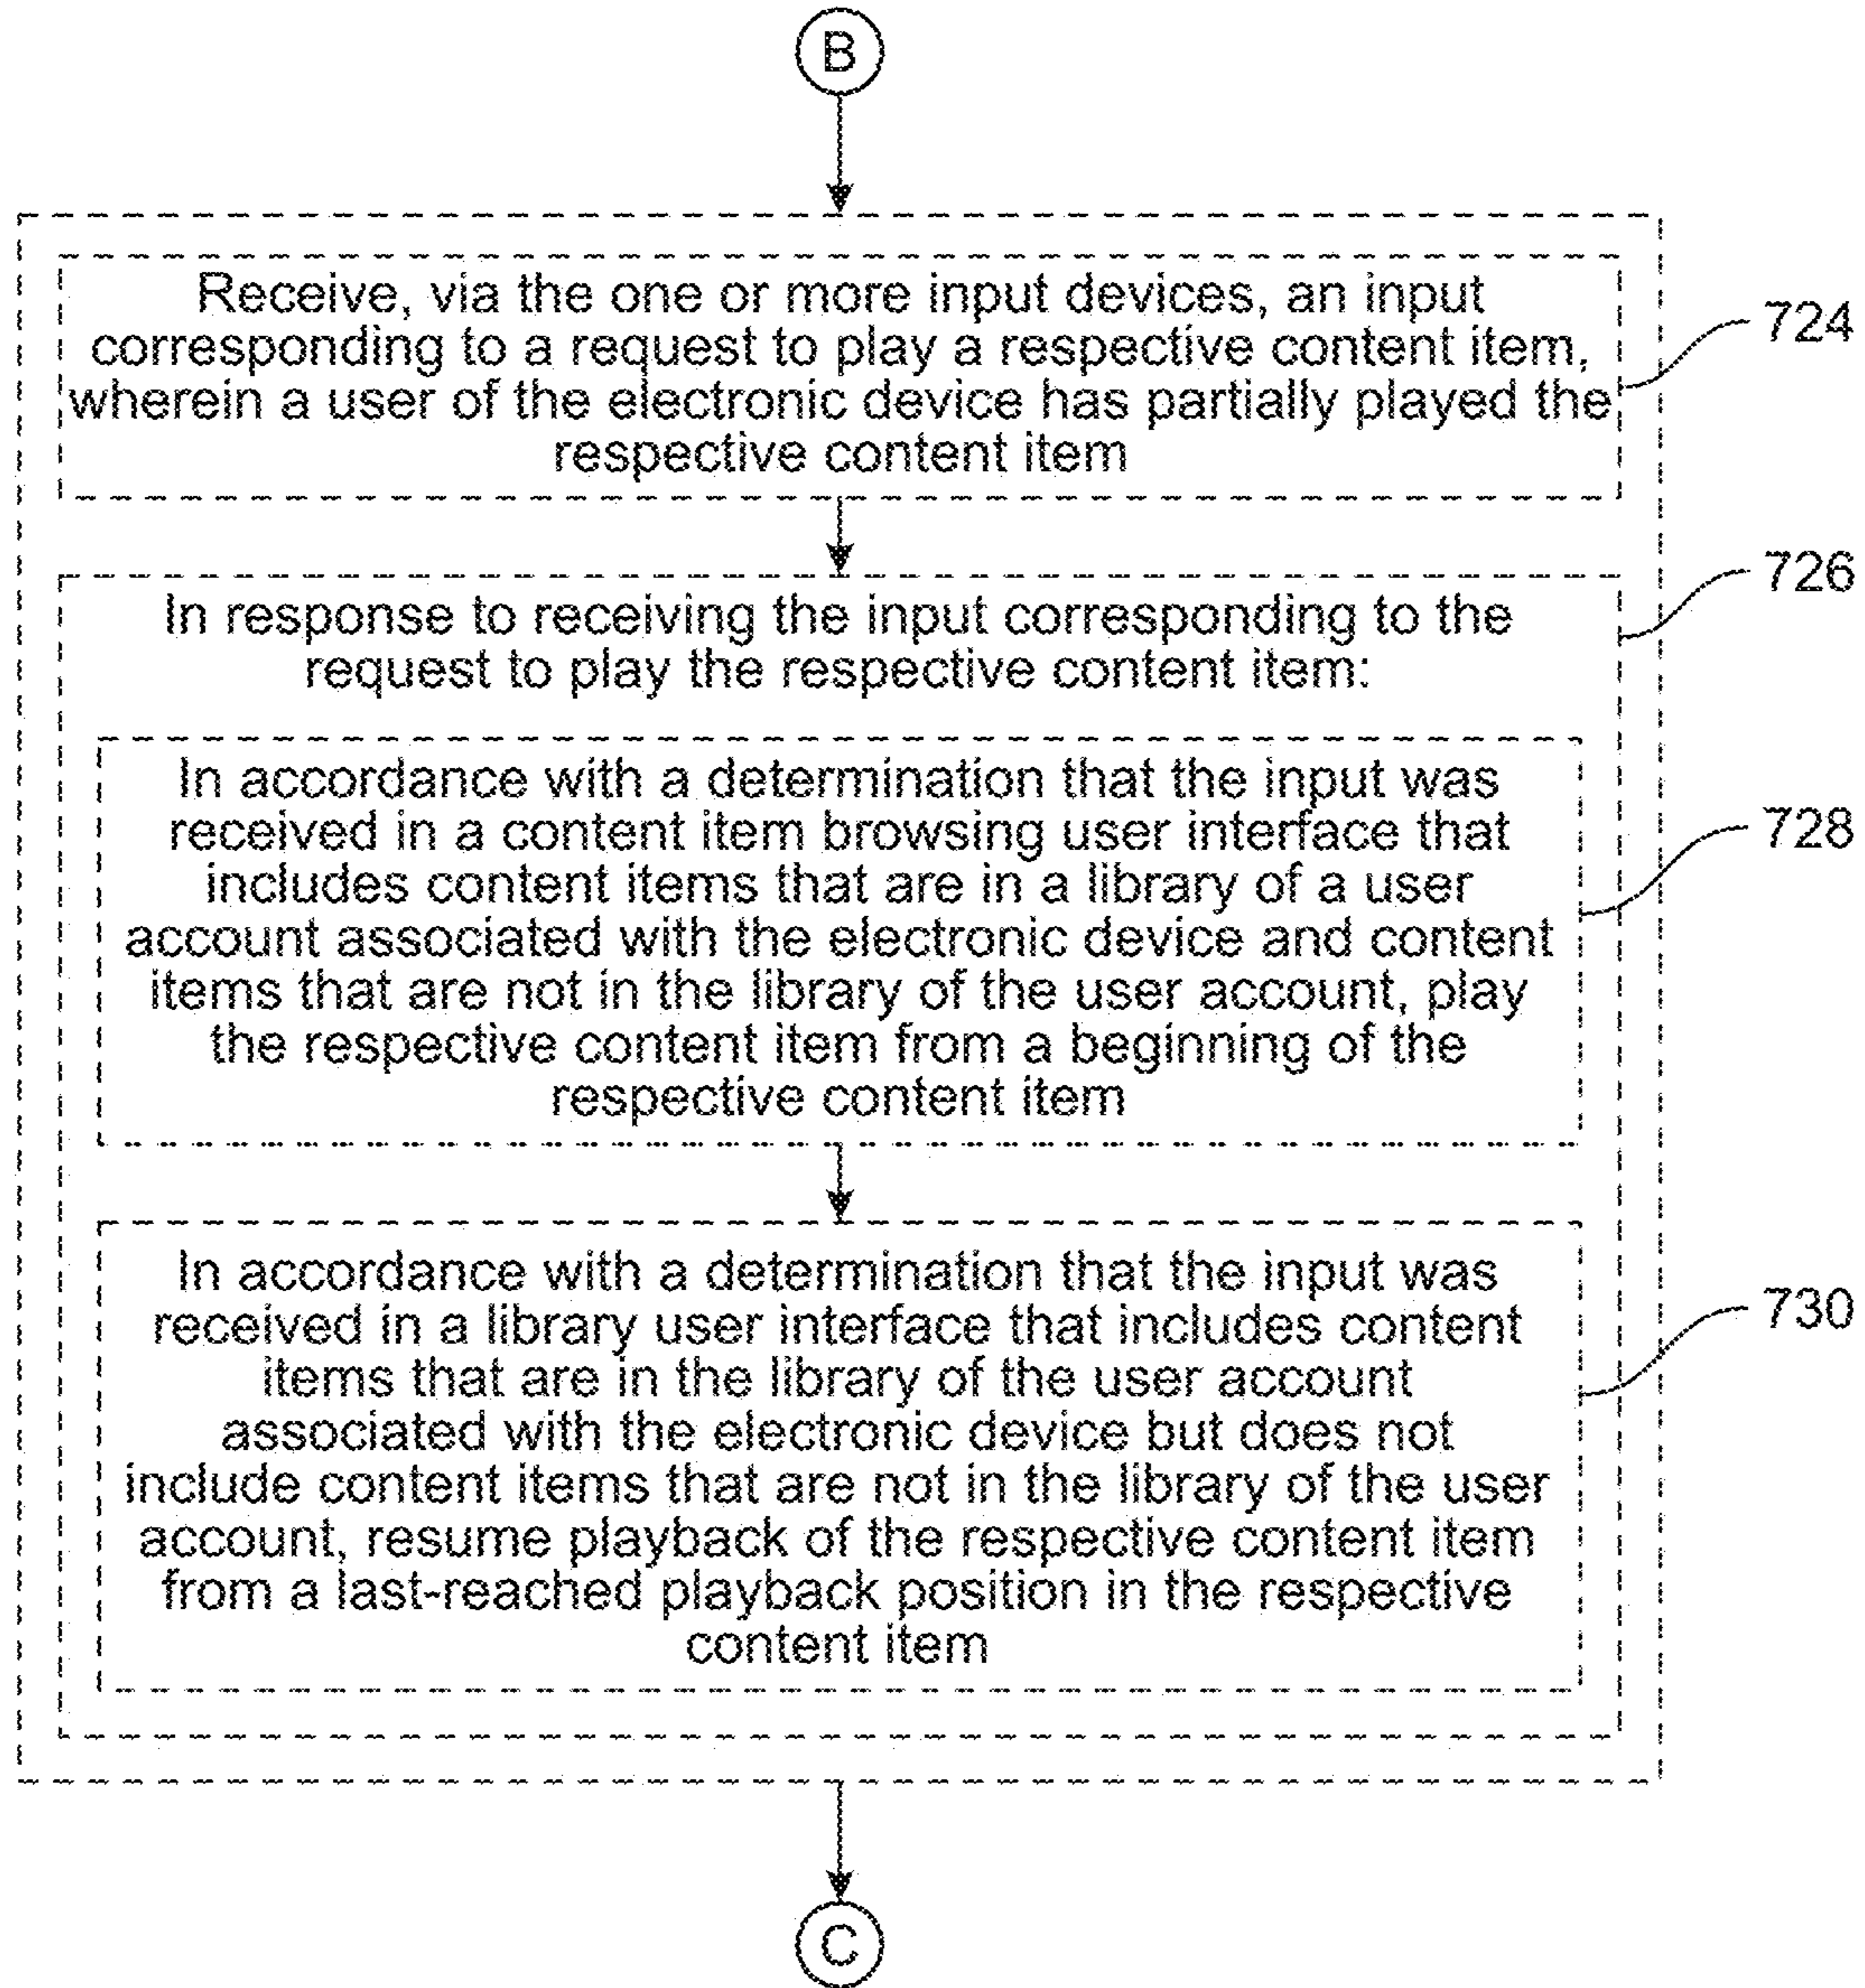 B
Receive, via the one or more input devices, an input
corresponding to a request to play a respective content item,
wherein a user of the electronic device has partially played the
respective content item
724
726
In response to receiving the input corresponding to the
request to play the respective content item:
In accordance with a determination that the input was
received in a content item browsing user interface that
includes content items that are in a library of a user
account associated with the electronic device and content
items that are not in the library of the user account, play
the respective content item from a beginning of the
respective content item
728
In accordance with a determination that the input was
received in a library user interface that includes content
items that are in the library of the user account
associated with the electronic device but does not
include content items that are not in the library of the user
account, resume playback of the respective content item
from a last-reached playback position in the respective
content item
730
C